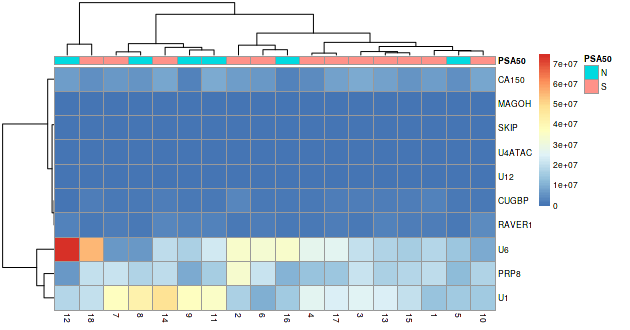 PSA50
CA150
MAGOH
SKIP
U4ATAC
U12
CUGBP
RAVER1
U6
PRP8
U1
12 18 7 8 14 9 11 2 6 16 4 17 3 13 15 1 5 10
7e+07
6e+07
5e+07
4e+07
3e+07
2e+07
1e+07
0
PSA50
N
S